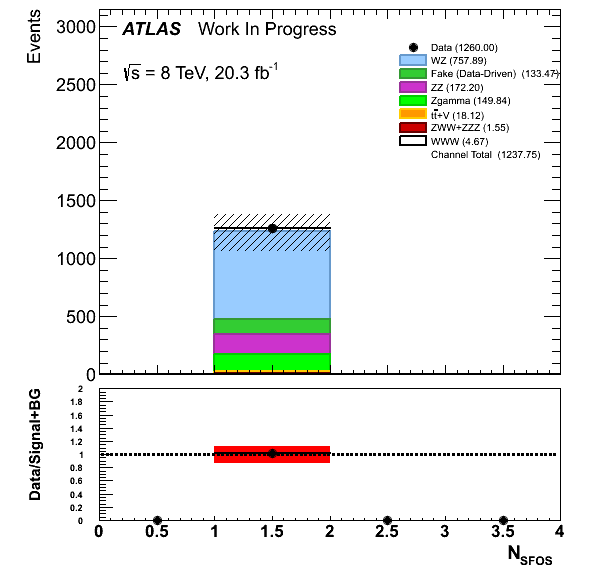 Events
3000
2500
2000
1500
1000
500
0
ATLAS Work In Progress
√s = 8 TeV, 20.3 fb⁻¹
Data (1260.00)
WZ (757.89)
Fake (Data-Driven) (133.47)
ZZ (172.20)
Zgamma (149.84)
tt̄+V (18.12)
ZWW+ZZZ (1.55)
WWW (4.67)
Channel Total (1237.75)
Data/Signal+BG
2
1.8
1.6
1.4
1.2
1
0.8
0.6
0.4
0.2
0
0 0.5 1 1.5 2 2.5 3 3.5 4
N_SFOS